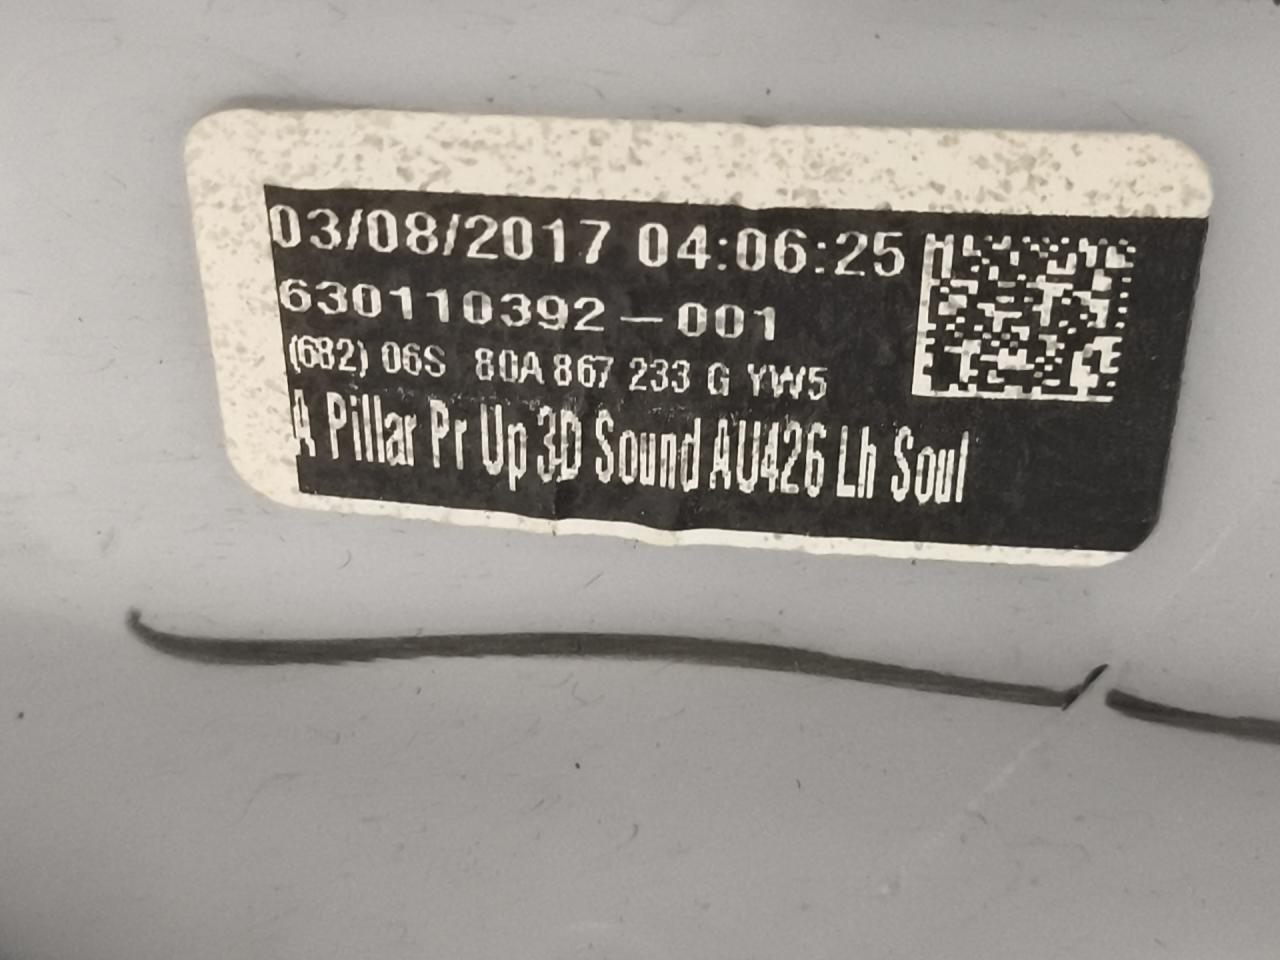 03/08/2017 04:06:25
630110392-001
(682) 06S 80A 867 233 G YW5
A Pillar Pr Up 3D Sound AU426 Lh Soul